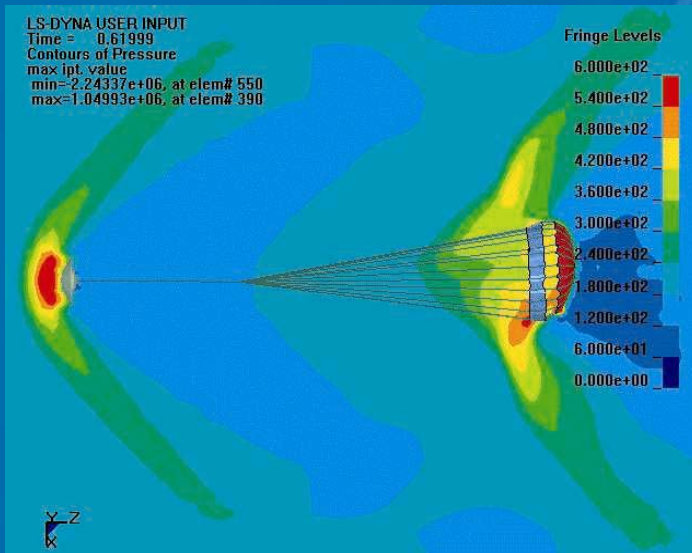 LS-DYNA USER INPUT
Time = 0.61999
Contours of Pressure
max ipt. value
min=-2.24337e+06, at elem# 550
max=1.04993e+06, at elem# 390
Fringe Levels
6.000e+02
5.400e+02
4.800e+02
4.200e+02
3.600e+02
3.000e+02
2.400e+02
1.800e+02
1.200e+02
6.000e+01
0.000e+00
Y Z
X